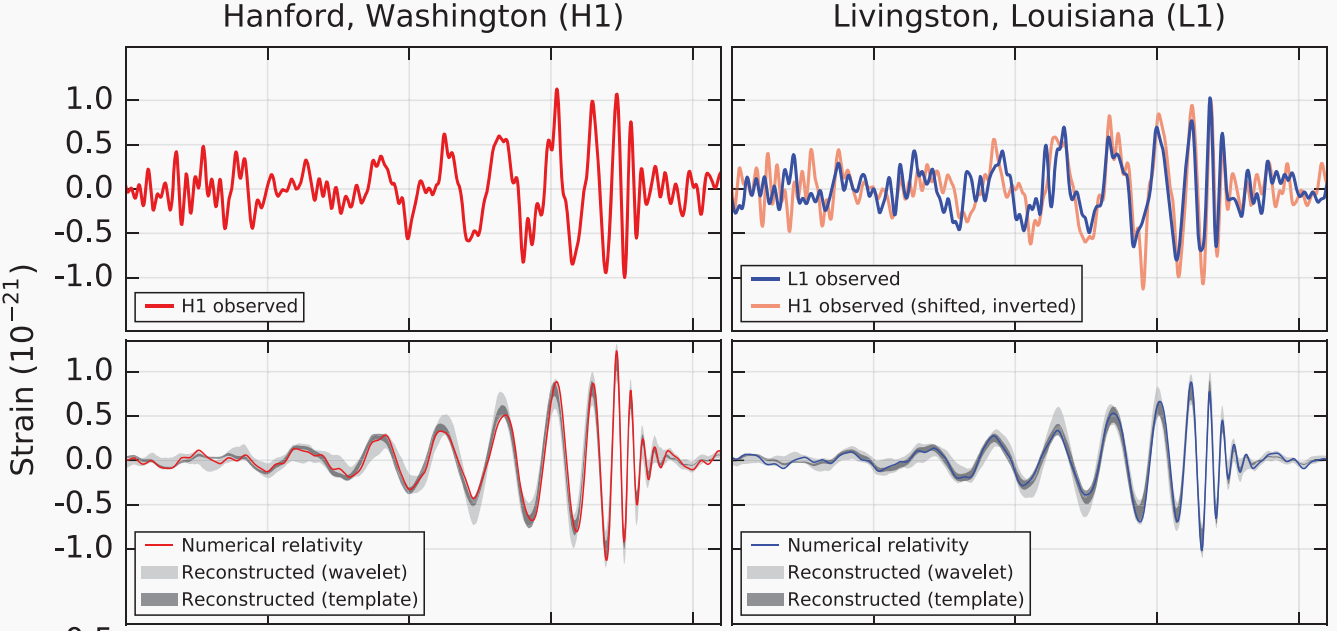 Hanford, Washington (H1)
Livingston, Louisiana (L1)
Strain (10⁻²¹)
1.0
0.5
0.0
-0.5
-1.0
H1 observed
L1 observed
H1 observed (shifted, inverted)
1.0
0.5
0.0
-0.5
-1.0
Numerical relativity
Reconstructed (wavelet)
Reconstructed (template)
Numerical relativity
Reconstructed (wavelet)
Reconstructed (template)